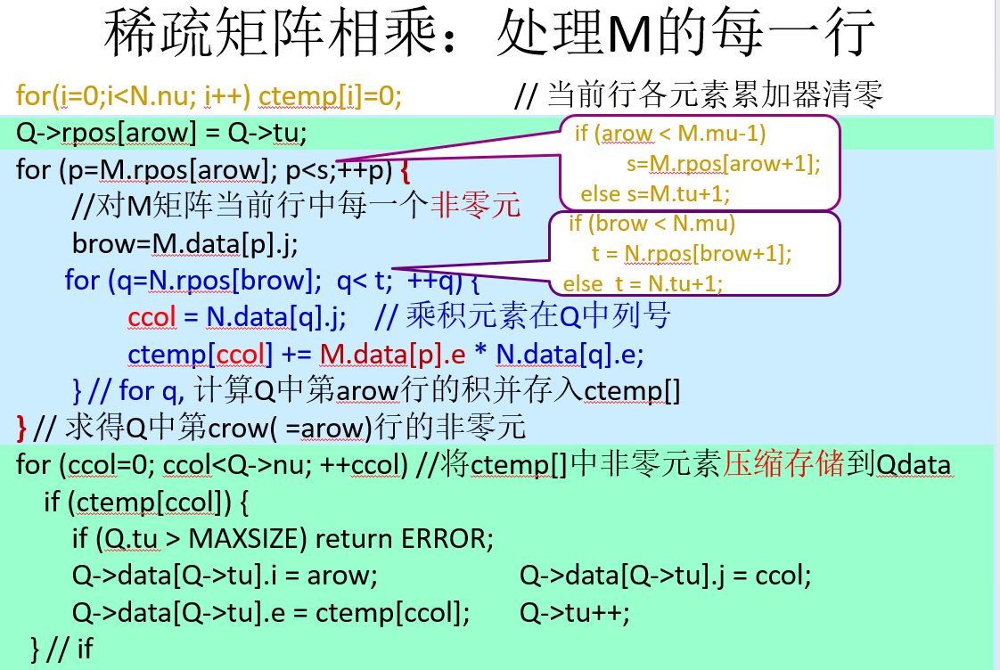 稀疏矩阵相乘：处理M的每一行
for(i=0;i<N.nu; i++) ctemp[i]=0; // 当前行各元素累加器清零
Q->rpos[arow] = Q->tu;
for (p=M.rpos[arow]; p<s;++p) {
if (arow < M.mu-1)
s=M.rpos[arow+1];
else s=M.tu+1;
//对M矩阵当前行中每一个非零元
brow=M.data[p].j;
if (brow < N.mu)
t = N.rpos[brow+1];
else t = N.tu+1;
for (q=N.rpos[brow]; q< t; ++q) {
ccol = N.data[q].j; // 乘积元素在Q中列号
ctemp[ccol] += M.data[p].e * N.data[q].e;
} // for q, 计算Q中第arow行的积并存入ctemp[]
} // 求得Q中第crow( =arow)行的非零元
for (ccol=0; ccol<Q->nu; ++ccol) //将ctemp[]中非零元素压缩存储到Qdata
if (ctemp[ccol]) {
if (Q.tu > MAXSIZE) return ERROR;
Q->data[Q->tu].i = arow; Q->data[Q->tu].j = ccol;
Q->data[Q->tu].e = ctemp[ccol]; Q->tu++;
} // if